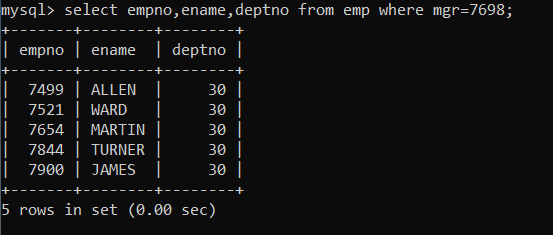 mysql> select empno,ename,deptno from emp where mgr=7698;
+-------+--------+--------+
| empno | ename  | deptno |
+-------+--------+--------+
|  7499 | ALLEN  |     30 |
|  7521 | WARD   |     30 |
|  7654 | MARTIN |     30 |
|  7844 | TURNER |     30 |
|  7900 | JAMES  |     30 |
+-------+--------+--------+
5 rows in set (0.00 sec)